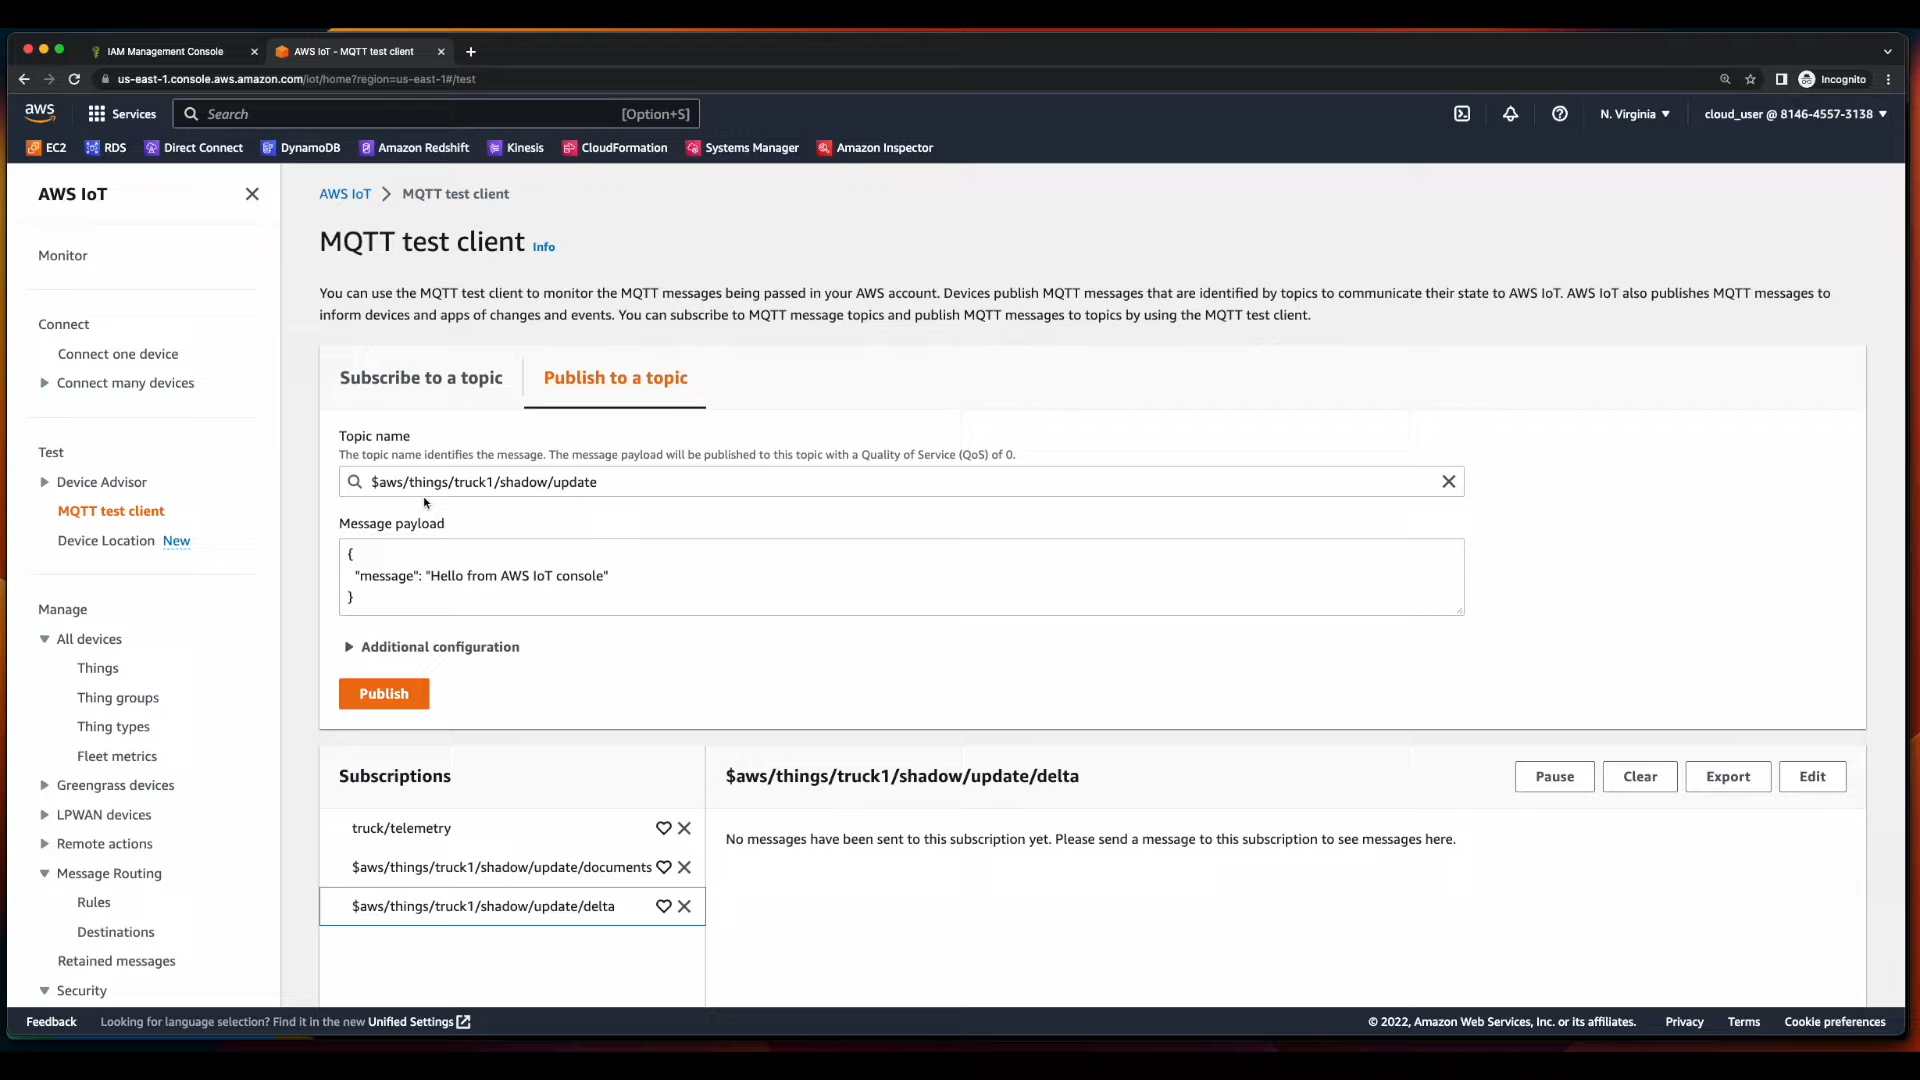 IAM Management Console
AWS IoT - MQTT test client
us-east-1.console.aws.amazon.com/iot/home?region=us-east-1#/test
Incognito
aws
Services
Search
[Option+S]
N. Virginia
cloud_user @ 8146-4557-3138
EC2
RDS
Direct Connect
DynamoDB
Amazon Redshift
Kinesis
CloudFormation
Systems Manager
Amazon Inspector
AWS IoT
Monitor
Connect
Connect one device
Connect many devices
Test
Device Advisor
MQTT test client
Device Location New
Manage
All devices
Things
Thing groups
Thing types
Fleet metrics
Greengrass devices
LPWAN devices
Remote actions
Message Routing
Rules
Destinations
Retained messages
Security
AWS IoT > MQTT test client
MQTT test client Info
You can use the MQTT test client to monitor the MQTT messages being passed in your AWS account. Devices publish MQTT messages that are identified by topics to communicate their state to AWS IoT. AWS IoT also publishes MQTT messages to
inform devices and apps of changes and events. You can subscribe to MQTT message topics and publish MQTT messages to topics by using the MQTT test client.
Subscribe to a topic
Publish to a topic
Topic name
The topic name identifies the message. The message payload will be published to this topic with a Quality of Service (QoS) of 0.
$aws/things/truck1/shadow/update
Message payload
{
"message": "Hello from AWS IoT console"
}
Additional configuration
Publish
Subscriptions
truck/telemetry
$aws/things/truck1/shadow/update/documents
$aws/things/truck1/shadow/update/delta
$aws/things/truck1/shadow/update/delta
Pause
Clear
Export
Edit
No messages have been sent to this subscription yet. Please send a message to this subscription to see messages here.
Feedback
Looking for language selection? Find it in the new Unified Settings
© 2022, Amazon Web Services, Inc. or its affiliates.
Privacy
Terms
Cookie preferences